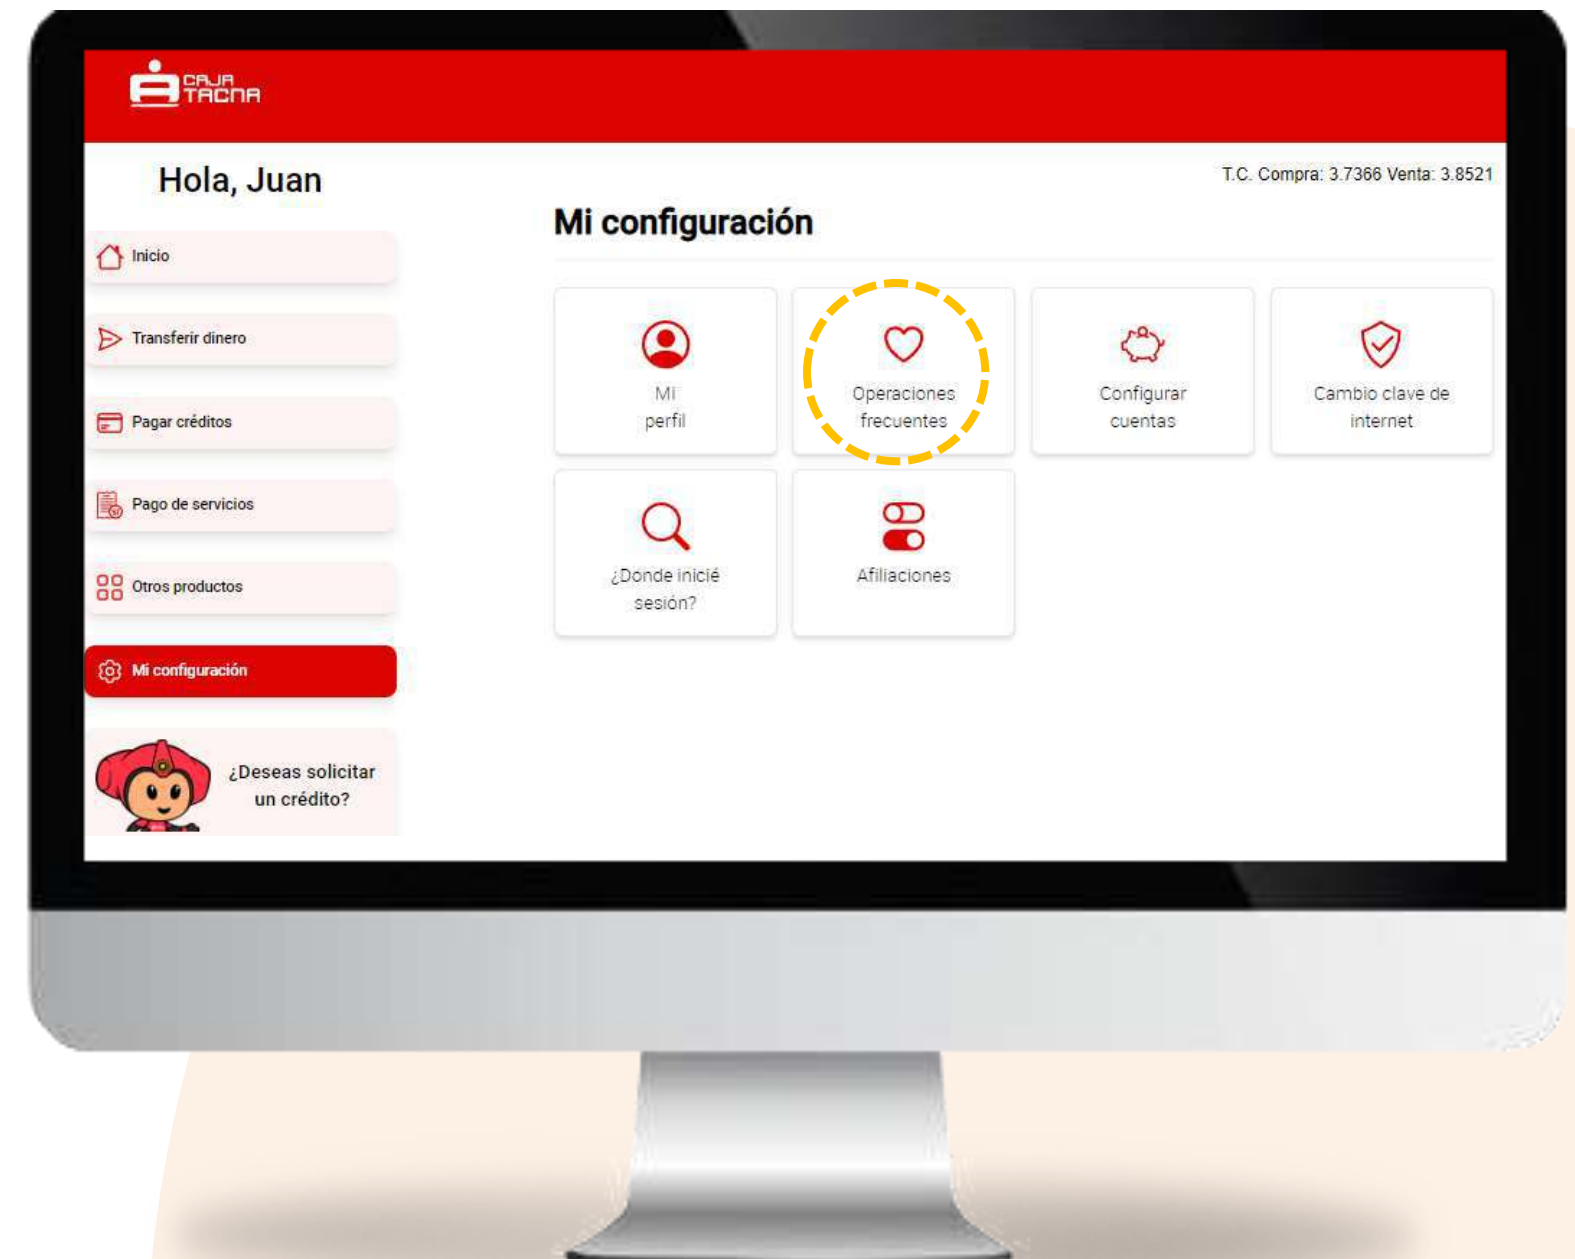 CAJA
TACNA
Hola, Juan
T.C. Compra: 3.7366 Venta: 3.8521
Mi configuración
Inicio
Transferir dinero
Pagar créditos
Pago de servicios
Otros productos
Mi configuración
¿Deseas solicitar
un crédito?
Mi
perfil
Operaciones
frecuentes
Configurar
cuentas
Cambio clave de
internet
¿Donde inicié
sesión?
Afiliaciones